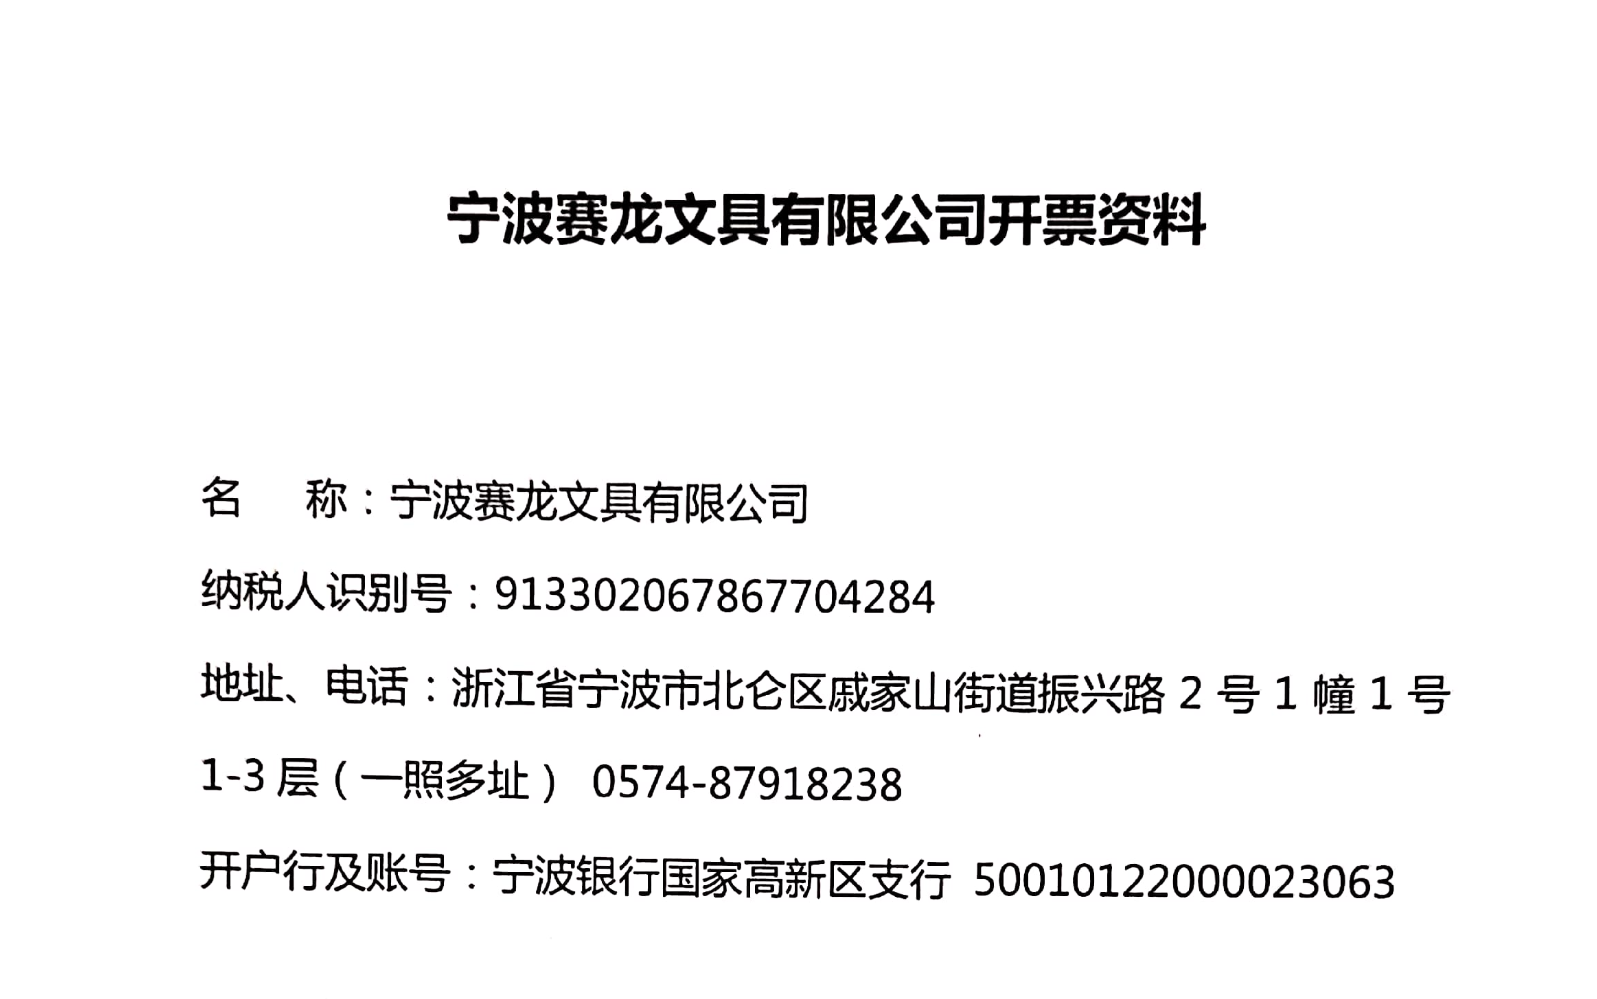 宁波赛龙文具有限公司开票资料
名 称：宁波赛龙文具有限公司
纳税人识别号：913302067867704284
地址、电话：浙江省宁波市北仑区戚家山街道振兴路 2 号 1 幢 1 号
1-3 层（一照多址） 0574-87918238
开户行及账号：宁波银行国家高新区支行 50010122000023063